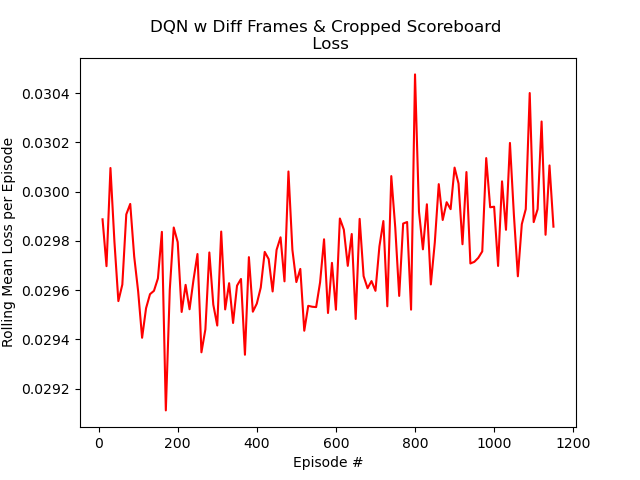 DQN w Diff Frames & Cropped Scoreboard
Loss
0.0304
0.0302
0.0300
0.0298
0.0296
0.0294
0.0292
Rolling Mean Loss per Episode
0 200 400 600 800 1000 1200
Episode #